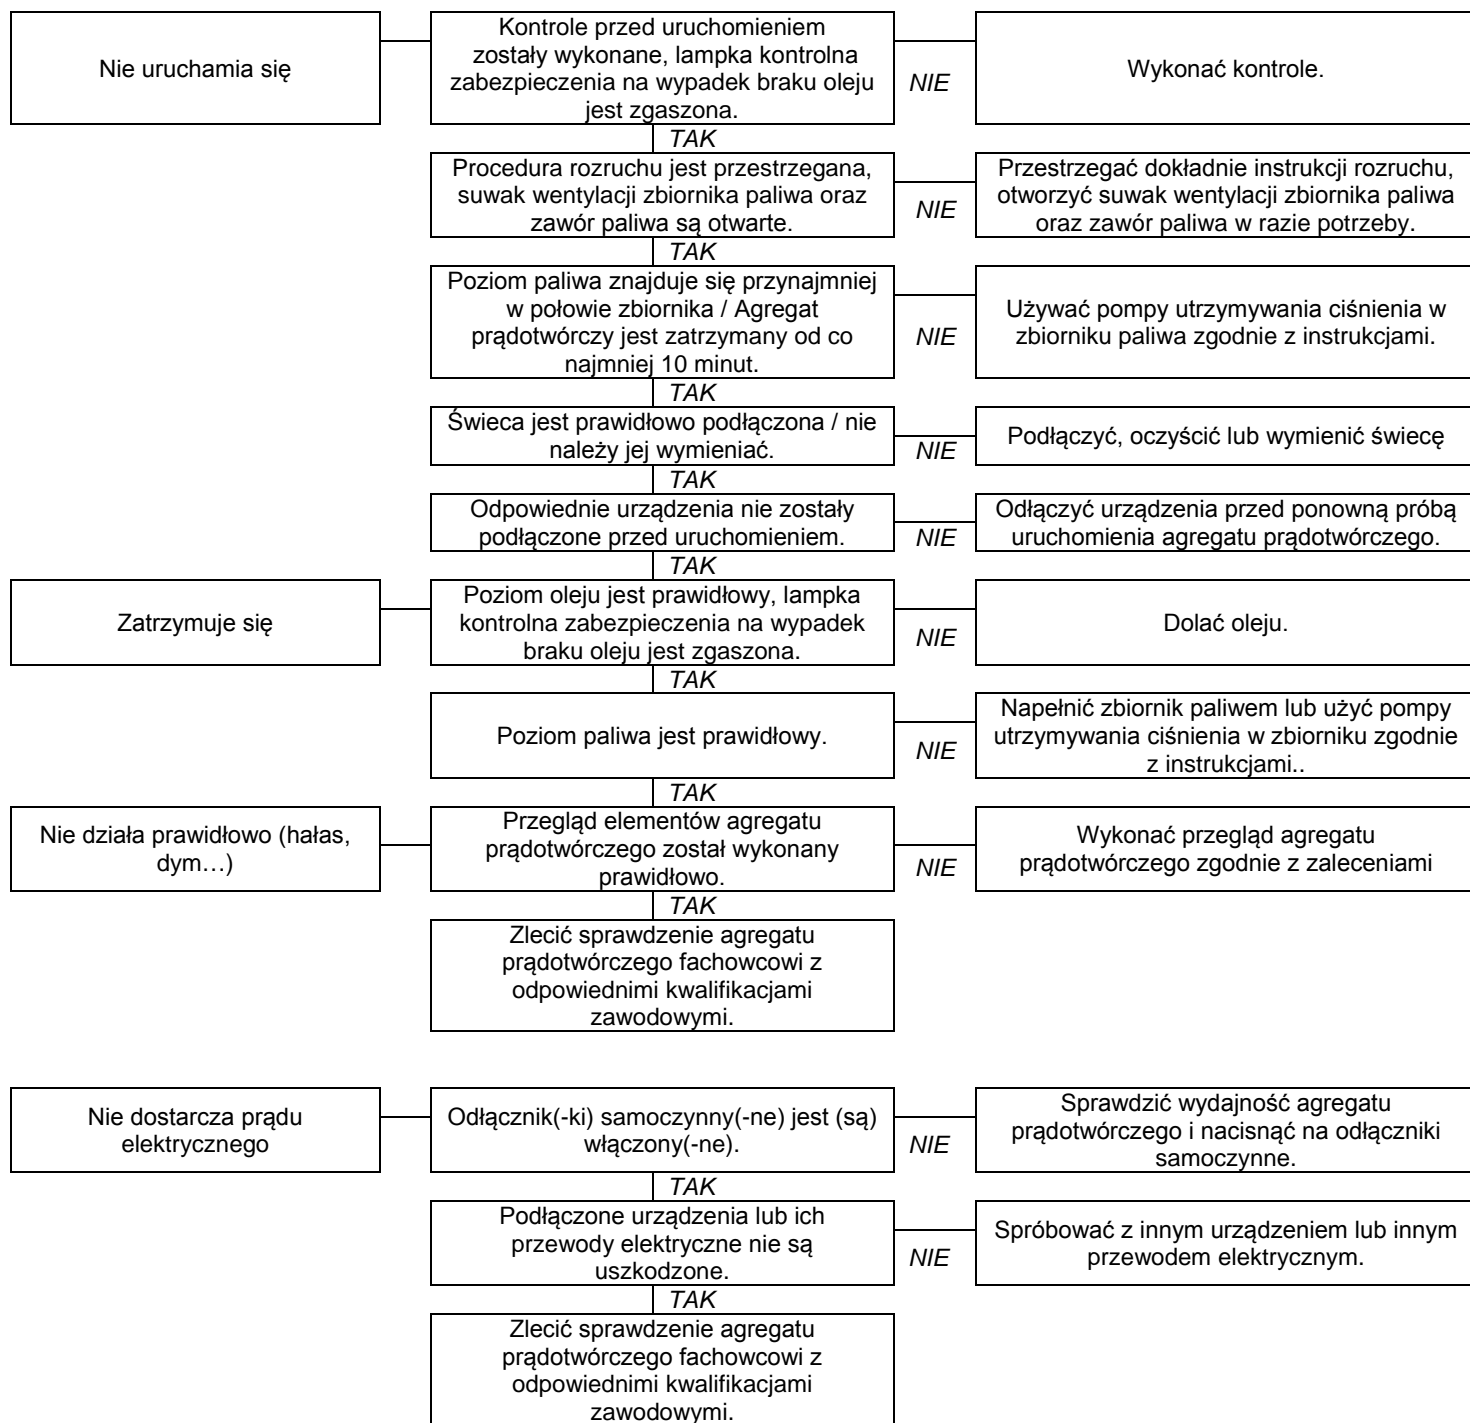 Nie uruchamia się
Kontrole przed uruchomieniem
zostały wykonane, lampka kontrolna
zabezpieczenia na wypadek braku oleju
jest zgaszona.
NIE
Wykonać kontrole.
TAK
Procedura rozruchu jest przestrzegana,
suwak wentylacji zbiornika paliwa oraz
zawór paliwa są otwarte.
NIE
Przestrzegać dokładnie instrukcji rozruchu,
otworzyć suwak wentylacji zbiornika paliwa
oraz zawór paliwa w razie potrzeby.
TAK
Poziom paliwa znajduje się przynajmniej
w połowie zbiornika / Agregat
prądotwórczy jest zatrzymany od co
najmniej 10 minut.
NIE
Używać pompy utrzymywania ciśnienia w
zbiorniku paliwa zgodnie z instrukcjami.
TAK
Świeca jest prawidłowo podłączona / nie
należy jej wymieniać.
NIE
Podłączyć, oczyścić lub wymienić świecę
TAK
Odpowiednie urządzenia nie zostały
podłączone przed uruchomieniem.
NIE
Odłączyć urządzenia przed ponowną próbą
uruchomienia agregatu prądotwórczego.
TAK
Zatrzymuje się
Poziom oleju jest prawidłowy, lampka
kontrolna zabezpieczenia na wypadek
braku oleju jest zgaszona.
NIE
Dolać oleju.
TAK
Poziom paliwa jest prawidłowy.
NIE
Napełnić zbiornik paliwem lub użyć pompy
utrzymywania ciśnienia w zbiorniku zgodnie
z instrukcjami..
TAK
Nie działa prawidłowo (hałas,
dym…)
Przegląd elementów agregatu
prądotwórczego został wykonany
prawidłowo.
NIE
Wykonać przegląd agregatu
prądotwórczego zgodnie z zaleceniami
TAK
Zlecić sprawdzenie agregatu
prądotwórczego fachowcowi z
odpowiednimi kwalifikacjami
zawodowymi.
Nie dostarcza prądu
elektrycznego
Odłącznik(-ki) samoczynny(-ne) jest (są)
włączony(-ne).
NIE
Sprawdzić wydajność agregatu
prądotwórczego i nacisnąć na odłączniki
samoczynne.
TAK
Podłączone urządzenia lub ich
przewody elektryczne nie są
uszkodzone.
NIE
Spróbować z innym urządzeniem lub innym
przewodem elektrycznym.
TAK
Zlecić sprawdzenie agregatu
prądotwórczego fachowcowi z
odpowiednimi kwalifikacjami
zawodowymi.